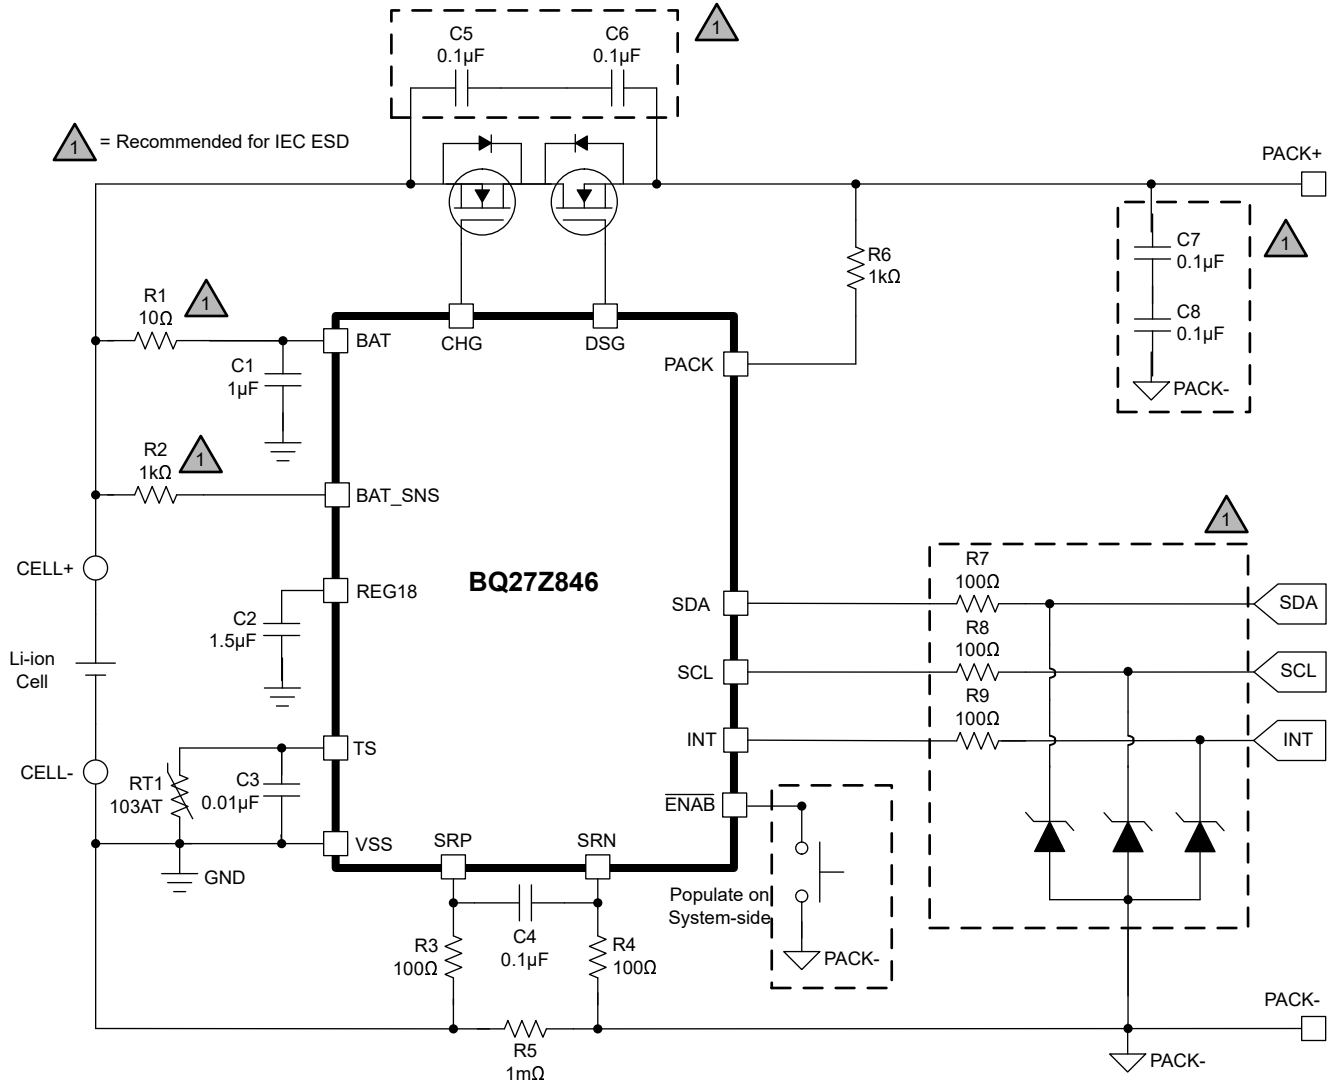 C5
0.1µF
C6
0.1µF
1
1
= Recommended for IEC ESD
PACK+
C7
0.1µF
C8
0.1µF
PACK-
1
R6
1kΩ
R1
10Ω
1
C1
1µF
BAT
CHG
DSG
PACK
R2
1kΩ
1
BAT_SNS
CELL+
REG18
C2
1.5µF
BQ27Z846
Li-ion
Cell
CELL-
TS
RT1
103AT
C3
0.01µF
VSS
GND
SRP
SRN
SDA
SCL
INT
ENAB
1
R7
100Ω
R8
100Ω
R9
100Ω
SDA
SCL
INT
Populate on
System-side
PACK-
R3
100Ω
C4
0.1µF
R4
100Ω
R5
1mΩ
PACK-
PACK-